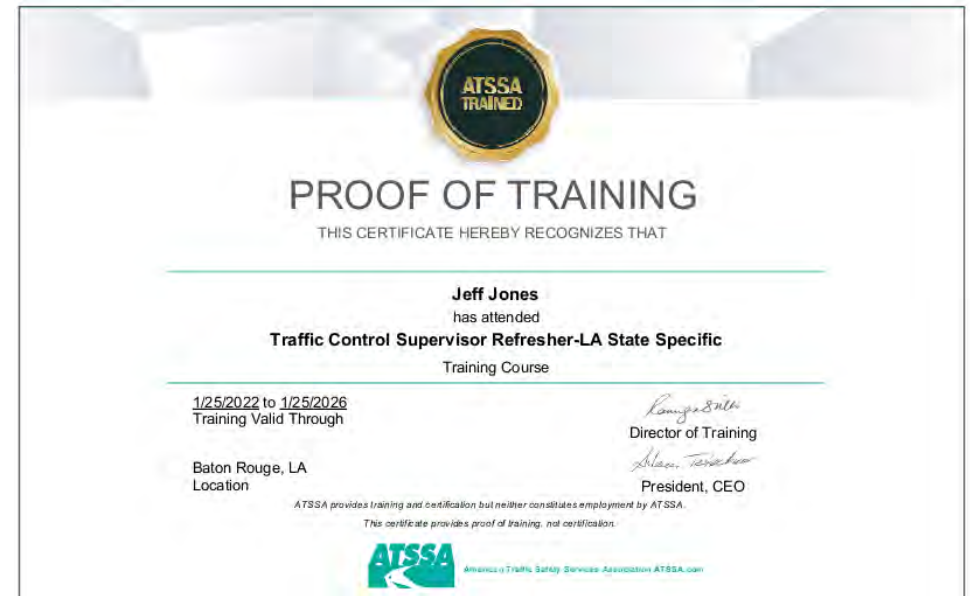 ATSSA
TRAINED
PROOF OF TRAINING
THIS CERTIFICATE HEREBY RECOGNIZES THAT
Jeff Jones
has attended
Traffic Control Supervisor Refresher-LA State Specific
Training Course
1/25/2022 to 1/25/2026
Training Valid Through
Director of Training
Baton Rouge, LA
Location
President, CEO
ATSSA provides training and certification but neither constitutes employment by ATSSA.
This certificate provides proof of training, not certification.
ATSSA
American Traffic Safety Services Association ATSSA.com